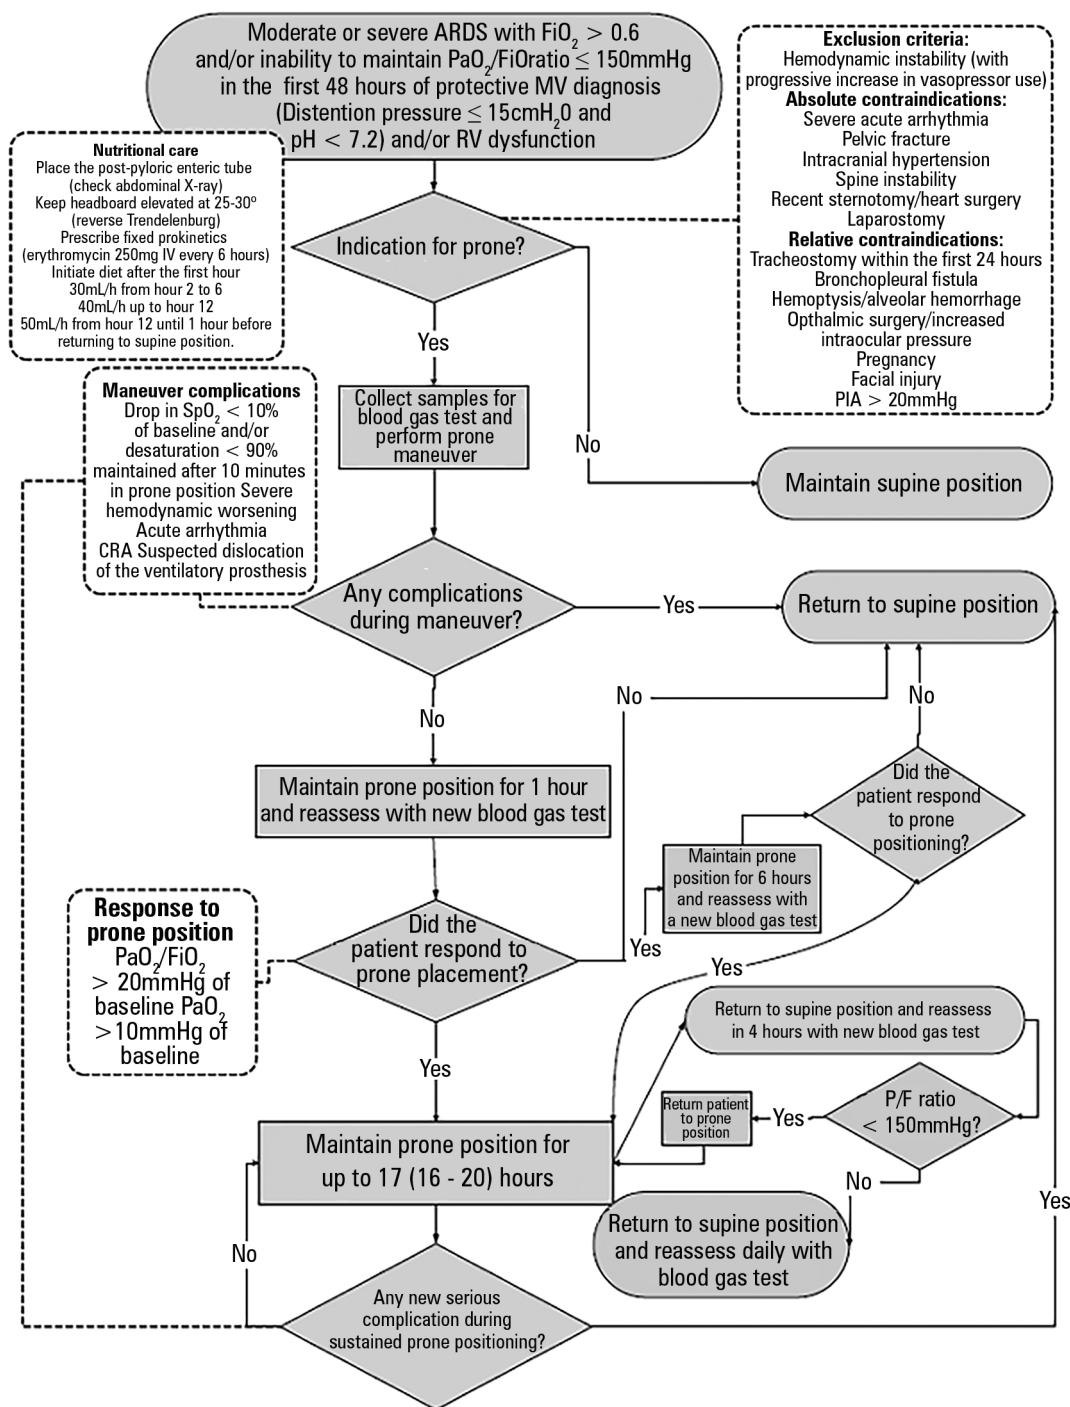 Moderate or severe ARDS with FiO₂ > 0.6
and/or inability to maintain PaO₂/FiOratio ≤ 150mmHg
in the first 48 hours of protective MV diagnosis
(Distention pressure ≤ 15cmH₂0 and
pH < 7.2) and/or RV dysfunction
Exclusion criteria:
Hemodynamic instability (with
progressive increase in vasopressor use)
Absolute contraindications:
Severe acute arrhythmia
Pelvic fracture
Intracranial hypertension
Spine instability
Recent sternotomy/heart surgery
Laparostomy
Relative contraindications:
Tracheostomy within the first 24 hours
Bronchopleural fistula
Hemoptysis/alveolar hemorrhage
Opthalmic surgery/increased
intraocular pressure
Pregnancy
Facial injury
PIA > 20mmHg
Nutritional care
Place the post-pyloric enteric tube
(check abdominal X-ray)
Keep headboard elevated at 25-30º
(reverse Trendelenburg)
Prescribe fixed prokinetics
(erythromycin 250mg IV every 6 hours)
Initiate diet after the first hour
30mL/h from hour 2 to 6
40mL/h up to hour 12
50mL/h from hour 12 until 1 hour before
returning to supine position.
Indication for prone?
Yes
No
Collect samples for
blood gas test and
perform prone
maneuver
Maintain supine position
Maneuver complications
Drop in SpO₂ < 10%
of baseline and/or
desaturation < 90%
maintained after 10 minutes
in prone position Severe
hemodynamic worsening
Acute arrhythmia
CRA Suspected dislocation
of the ventilatory prosthesis
Any complications
during maneuver?
Yes
Return to supine position
No
No
No
Maintain prone position for 1 hour
and reassess with new blood gas test
Did the
patient respond
to prone
positioning?
Maintain prone
position for 6 hours
and reassess with
a new blood gas test
Yes
Yes
Response to
prone position
PaO₂/FiO₂
> 20mmHg of
baseline PaO₂
>10mmHg of
baseline
Did the
patient respond to
prone placement?
Yes
Return to supine position and reassess
in 4 hours with new blood gas test
P/F ratio
< 150mmHg?
Yes
Return patient
to prone
position
No
Maintain prone position for
up to 17 (16 - 20) hours
Return to supine position
and reassess daily with
blood gas test
Yes
No
Any new serious
complication during
sustained prone positioning?